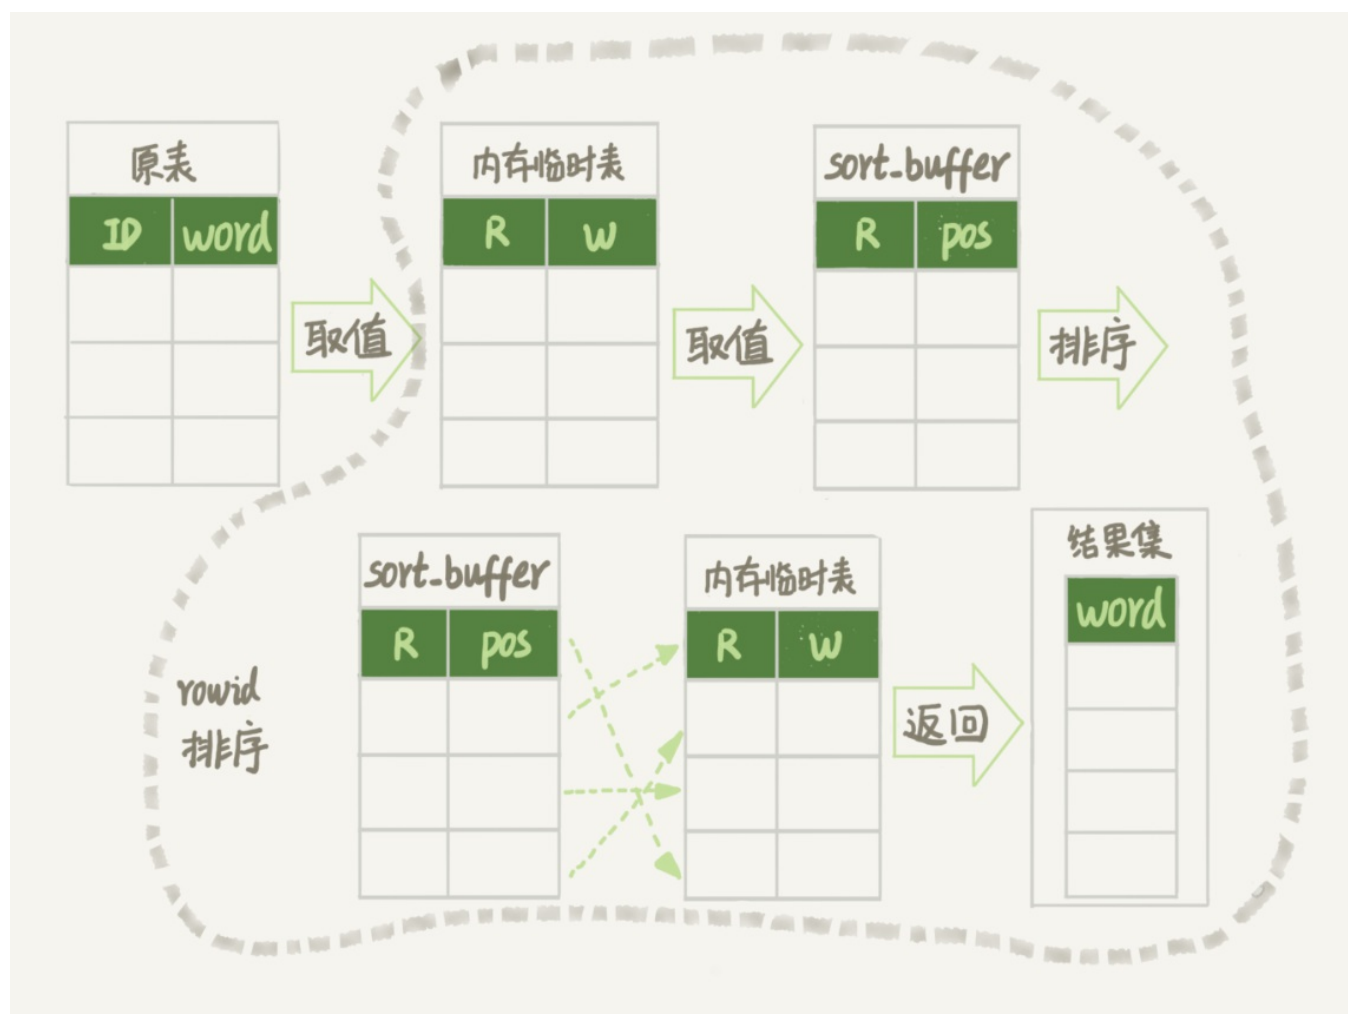 原表
ID word
取值
内存临时表
R W
取值
sort_buffer
R pos
排序
rowid
排序
sort_buffer
R pos
内存临时表
R W
返回
结果集
word